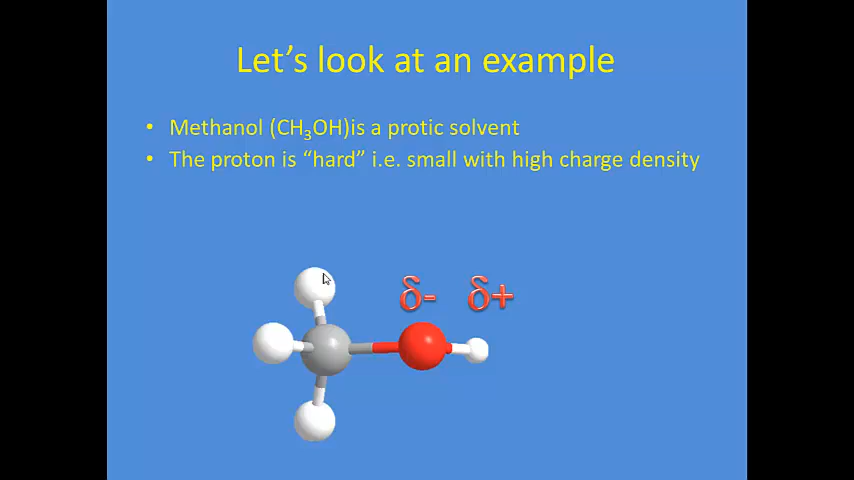 Let's look at an example
• Methanol (CH₃OH)is a protic solvent
• The proton is “hard” i.e. small with high charge density
δ- δ+